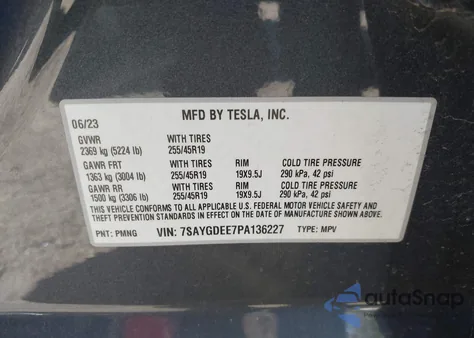 MFD BY TESLA, INC.
06/23
GVWR WITH TIRES
2369 kg (5224 lb) 255/45R19
GAWR FRT WITH TIRES RIM COLD TIRE PRESSURE
1363 kg (3004 lb) 255/45R19 19X9.5J 290 kPa, 42 psi
GAWR RR WITH TIRES RIM COLD TIRE PRESSURE
1500 kg (3306 lb) 255/45R19 19X9.5J 290 kPa, 42 psi
THIS VEHICLE CONFORMS TO ALL APPLICABLE U.S. FEDERAL MOTOR VEHICLE SAFETY AND
THEFT PREVENTION STANDARDS IN EFFECT ON THE DATE OF MANUFACTURE SHOWN ABOVE.
PNT: PMNG VIN: 7SAYGDEE7PA136227 TYPE: MPV
autoSnap